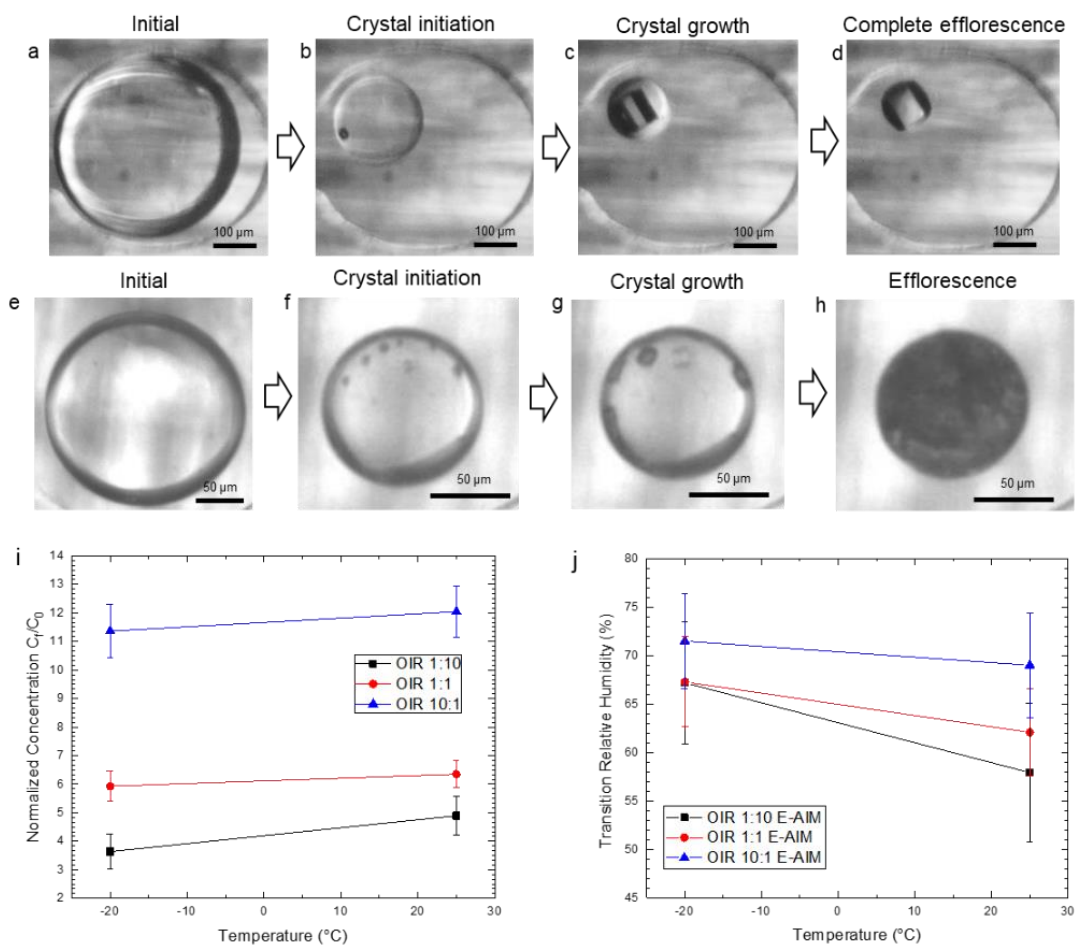 Initial
Crystal initiation
Crystal growth
Complete efflorescence
a
b
c
d
100 µm
100 µm
100 µm
100 µm
Initial
Crystal initiation
Crystal growth
Efflorescence
e
f
g
h
50 µm
50 µm
50 µm
50 µm
i
14
13
12
11
10
9
8
7
6
5
4
3
2
Normalized Concentration Cf/C0
OIR 1:10
OIR 1:1
OIR 10:1
-20
-10
0
10
20
30
Temperature (°C)
j
80
75
70
65
60
55
50
45
Transition Relative Humidity (%)
OIR 1:10 E-AIM
OIR 1:1 E-AIM
OIR 10:1 E-AIM
-20
-10
0
10
20
30
Temperature (°C)